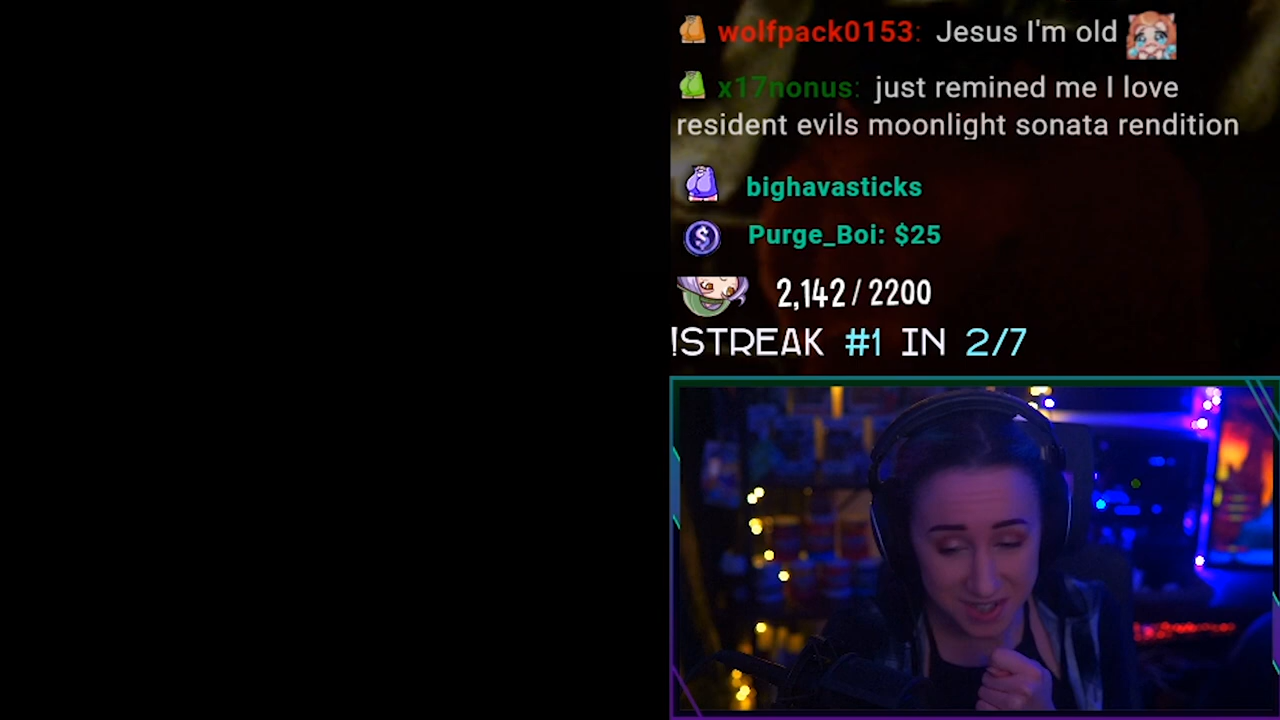 wolfpack0153: Jesus I'm old
x17nonus: just remined me I love
resident evils moonlight sonata rendition
bighavasticks
Purge_Boi: $25
2,142 / 2200
!STREAK #1 IN 2/7